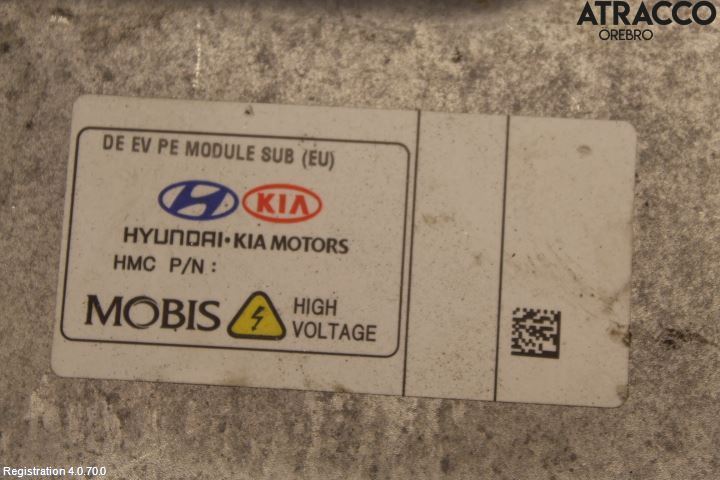 ATRACCO
ÖREBRO
DE EV PE MODULE SUB (EU)
KIA
HYUNDAI•KIA MOTORS
HMC P/N :
MOBIS
HIGH
VOLTAGE
Registration 4.0.70.0